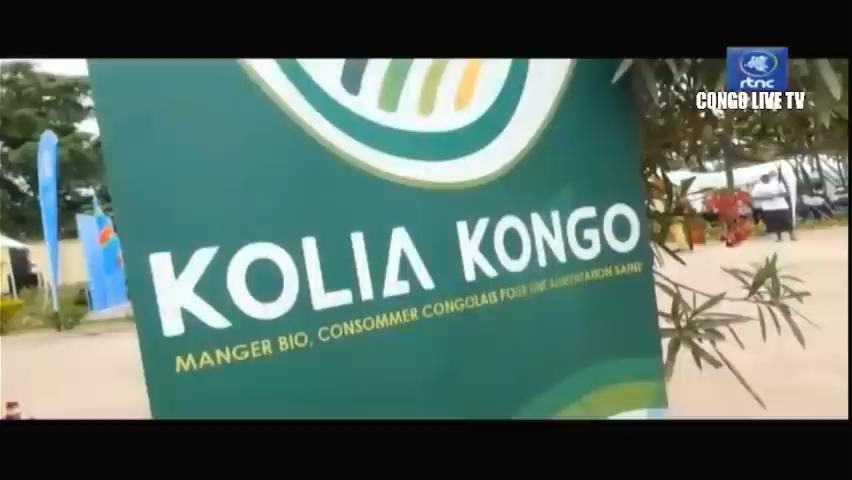 rtnc
CONGO LIVE TV
KOLIA KONGO
MANGER BIO, CONSOMMER CONGOLAIS POUR UNE ALIMENTATION SAINE